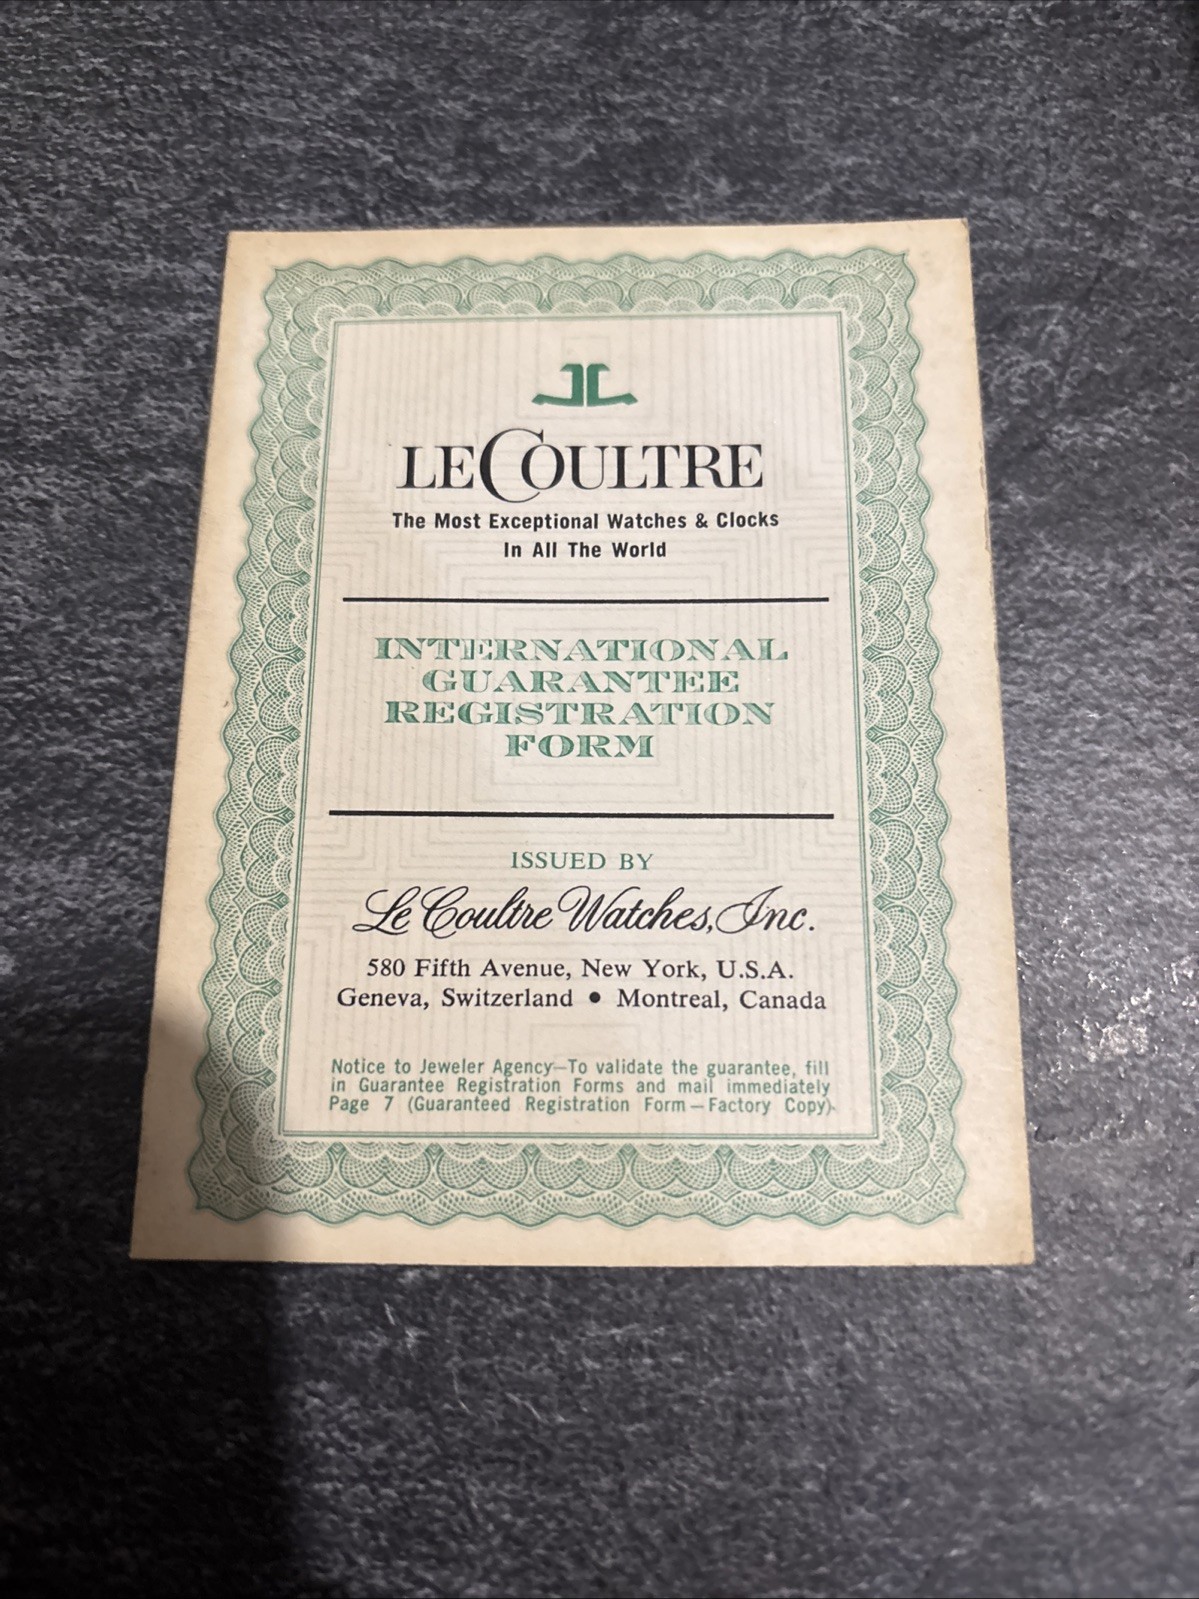 LECOULTRE
The Most Exceptional Watches & Clocks
In All The World
INTERNATIONAL
GUARANTEE
REGISTRATION
FORM
ISSUED BY
Le Coultre Watches, Inc.
580 Fifth Avenue, New York, U.S.A.
Geneva, Switzerland • Montreal, Canada
Notice to Jeweler Agency—To validate the guarantee, fill
in Guarantee Registration Forms and mail immediately
Page 7 (Guaranteed Registration Form—Factory Copy).